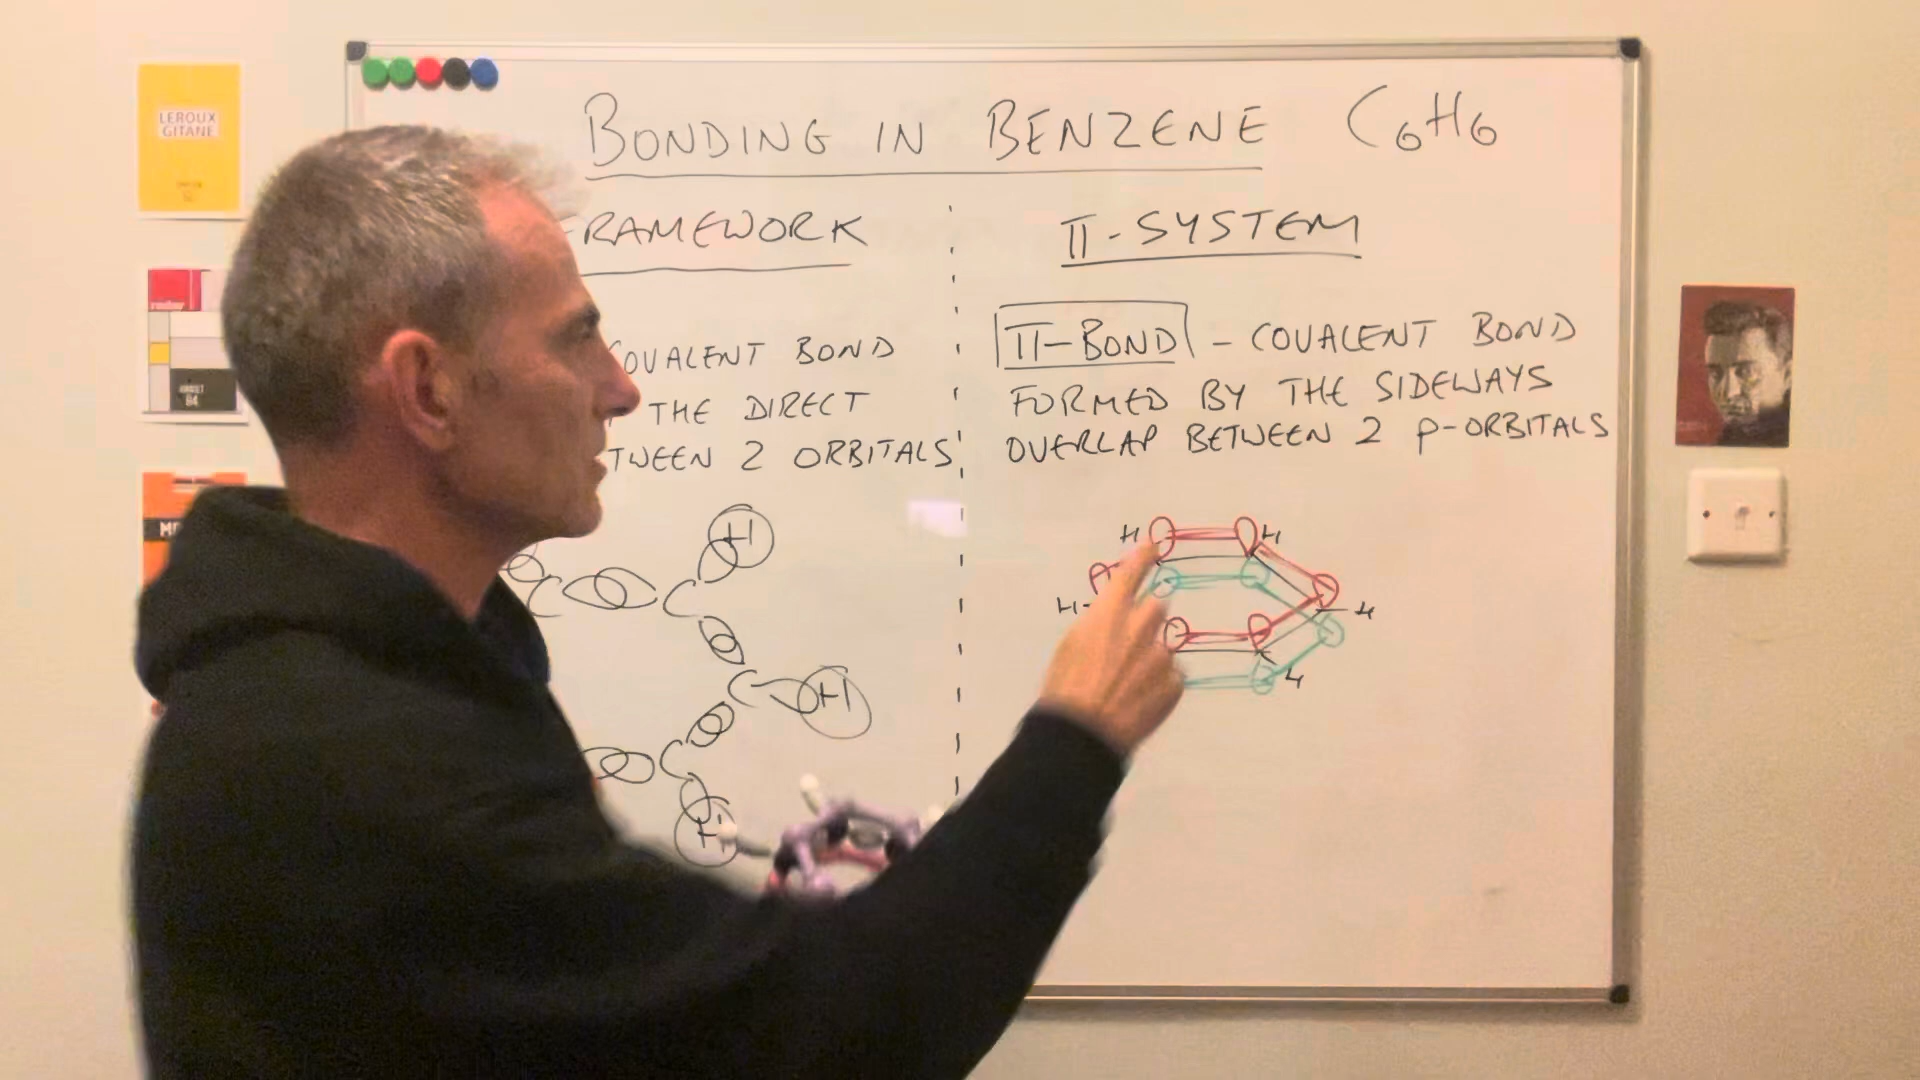 LEROUX
GITANE
BONDING IN BENZENE C6H6
FRAMEWORK
π-SYSTEM
COVALENT BOND
THE DIRECT
TWEEN 2 ORBITALS
π-BOND - COVALENT BOND
FORMED BY THE SIDEWAYS
OVERLAP BETWEEN 2 p-ORBITALS
H
C C
C H
C
H
H H
H H
H